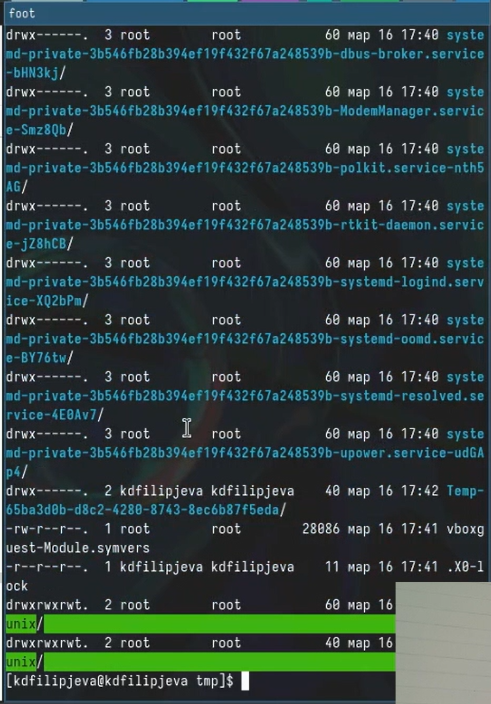 foot
drwx------. 3 root       root           60 мар 16 17:40 syste
md-private-3b546fb28b394ef19f432f67a248539b-dbus-broker.service
-bHN3kj/
drwx------. 3 root       root           60 мар 16 17:40 syste
md-private-3b546fb28b394ef19f432f67a248539b-ModemManager.servic
e-Smz8Qb/
drwx------. 3 root       root           60 мар 16 17:40 syste
md-private-3b546fb28b394ef19f432f67a248539b-polkit.service-nth5
AG/
drwx------. 3 root       root           60 мар 16 17:40 syste
md-private-3b546fb28b394ef19f432f67a248539b-rtkit-daemon.servic
e-jZ8hCB/
drwx------. 3 root       root           60 мар 16 17:40 syste
md-private-3b546fb28b394ef19f432f67a248539b-systemd-logind.serv
ice-XQ2bPm/
drwx------. 3 root       root           60 мар 16 17:40 syste
md-private-3b546fb28b394ef19f432f67a248539b-systemd-oomd.servic
e-BY76tw/
drwx------. 3 root       root           60 мар 16 17:40 syste
md-private-3b546fb28b394ef19f432f67a248539b-systemd-resolved.se
rvice-4E0Av7/
drwx------. 3 root       root           60 мар 16 17:40 syste
md-private-3b546fb28b394ef19f432f67a248539b-upower.service-udGA
p4/
drwx------. 2 kdfilipjeva kdfilipjeva    40 мар 16 17:42 Temp-
65ba3d0b-d8c2-4280-8743-8ec6b87f5eda/
-rw-r--r--. 1 root       root        28086 мар 16 17:41 vboxg
uest-Module.symvers
-r--r--r--. 1 kdfilipjeva kdfilipjeva    11 мар 16 17:41 .X0-l
ock
drwxrwxrwt. 2 root       root           60 мар 16
unix/
drwxrwxrwt. 2 root       root           40 мар 16
unix/
[kdfilipjeva@kdfilipjeva tmp]$